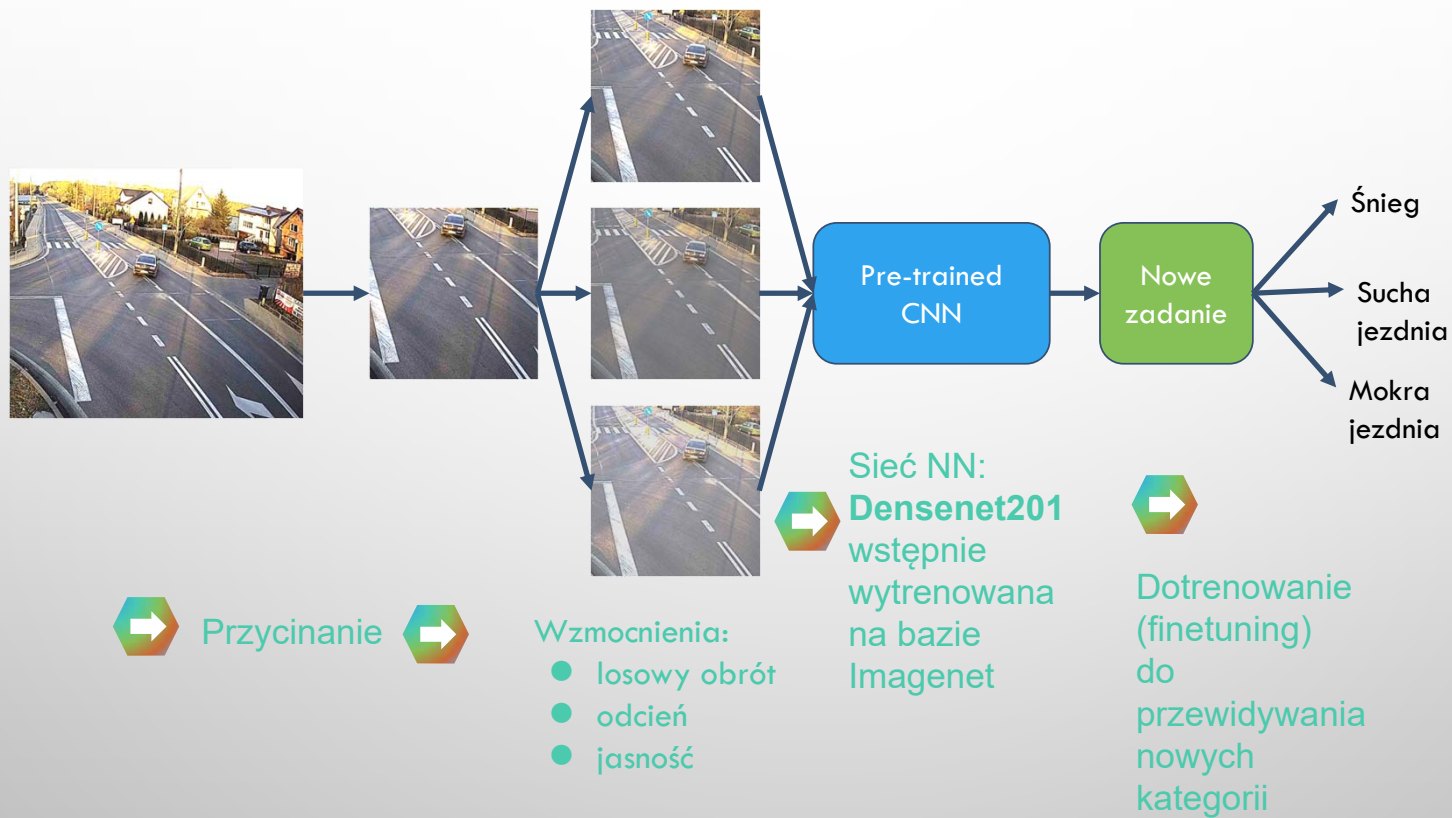 Pre-trained
CNN
Nowe
zadanie
Śnieg
Sucha
jezdnia
Mokra
jezdnia
Przycinanie
Wzmocnienia:
losowy obrót
odcień
jasność
Sieć NN:
Densenet201
wstępnie
wytrenowana
na bazie
Imagenet
Dotrenowanie
(finetuning)
do
przewidywania
nowych
kategorii